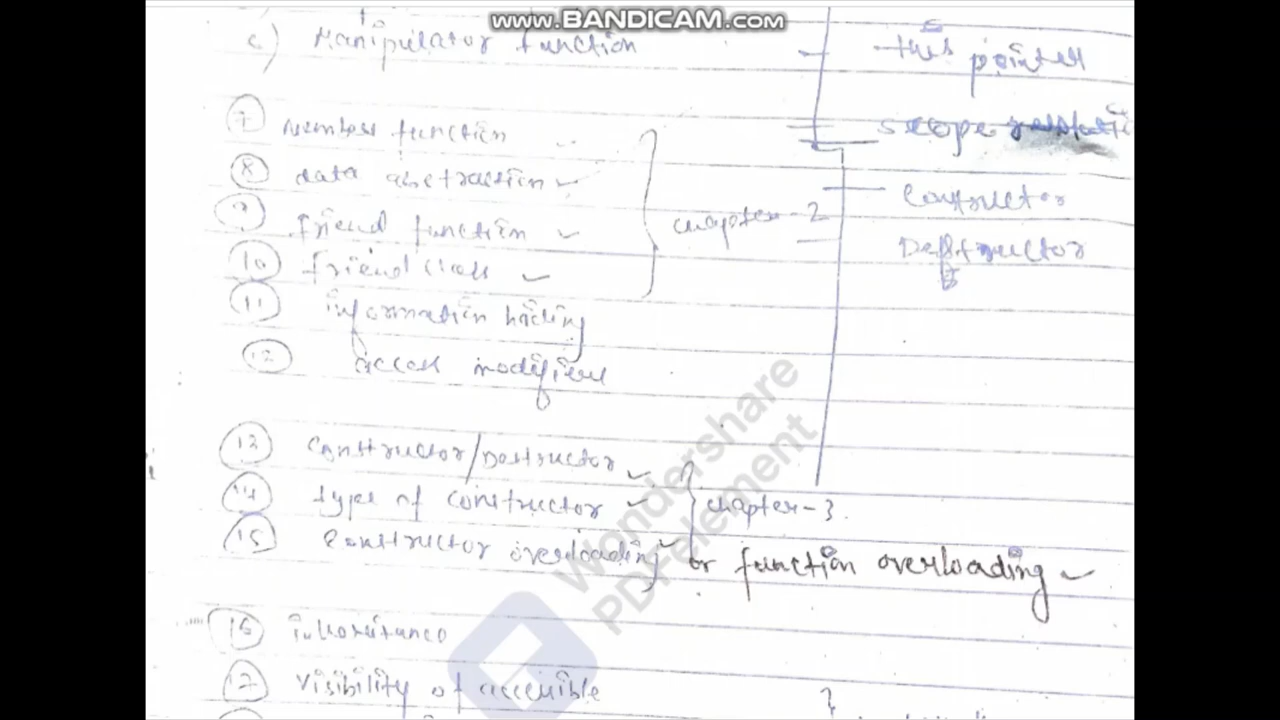 www.BANDICAM.com
c) Manipulator function
7 Member function
8 data abstraction
9 friend function
10 friend class
chapter-2
11 information hiding
12 access modifiers
13 Constructor/Destructor
14 type of constructor
chapter-3.
15 Constructor overloading or function overloading
16 inheritance
17 visibility of accessible
this pointer
scope
Constructor
Destructor
Wondershare
PDFelement